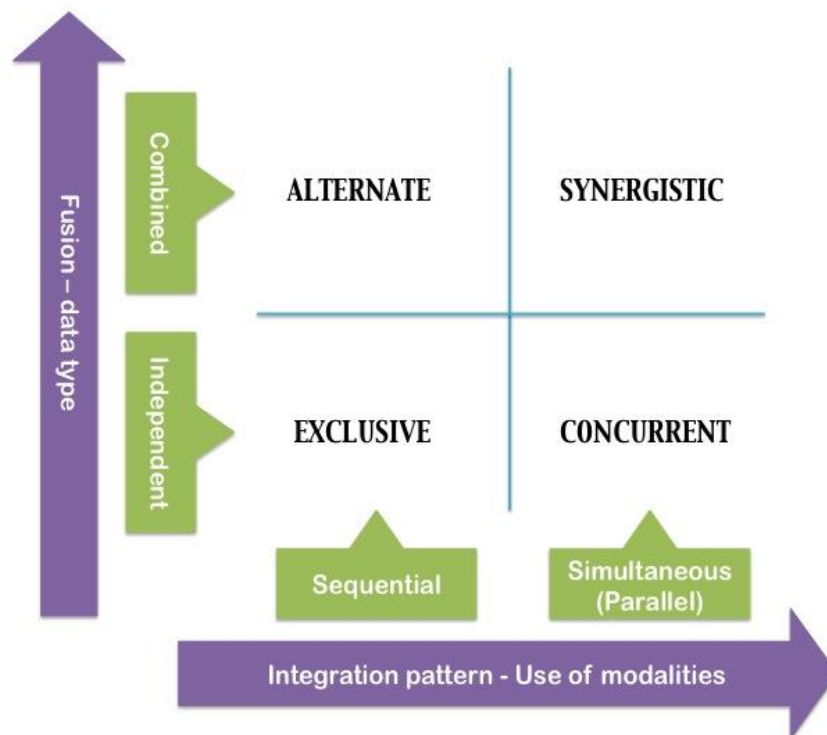 Fusion – data type
Combined
ALTERNATE
SYNERGISTIC
Independent
EXCLUSIVE
CONCURRENT
Sequential
Simultaneous
(Parallel)
Integration pattern - Use of modalities